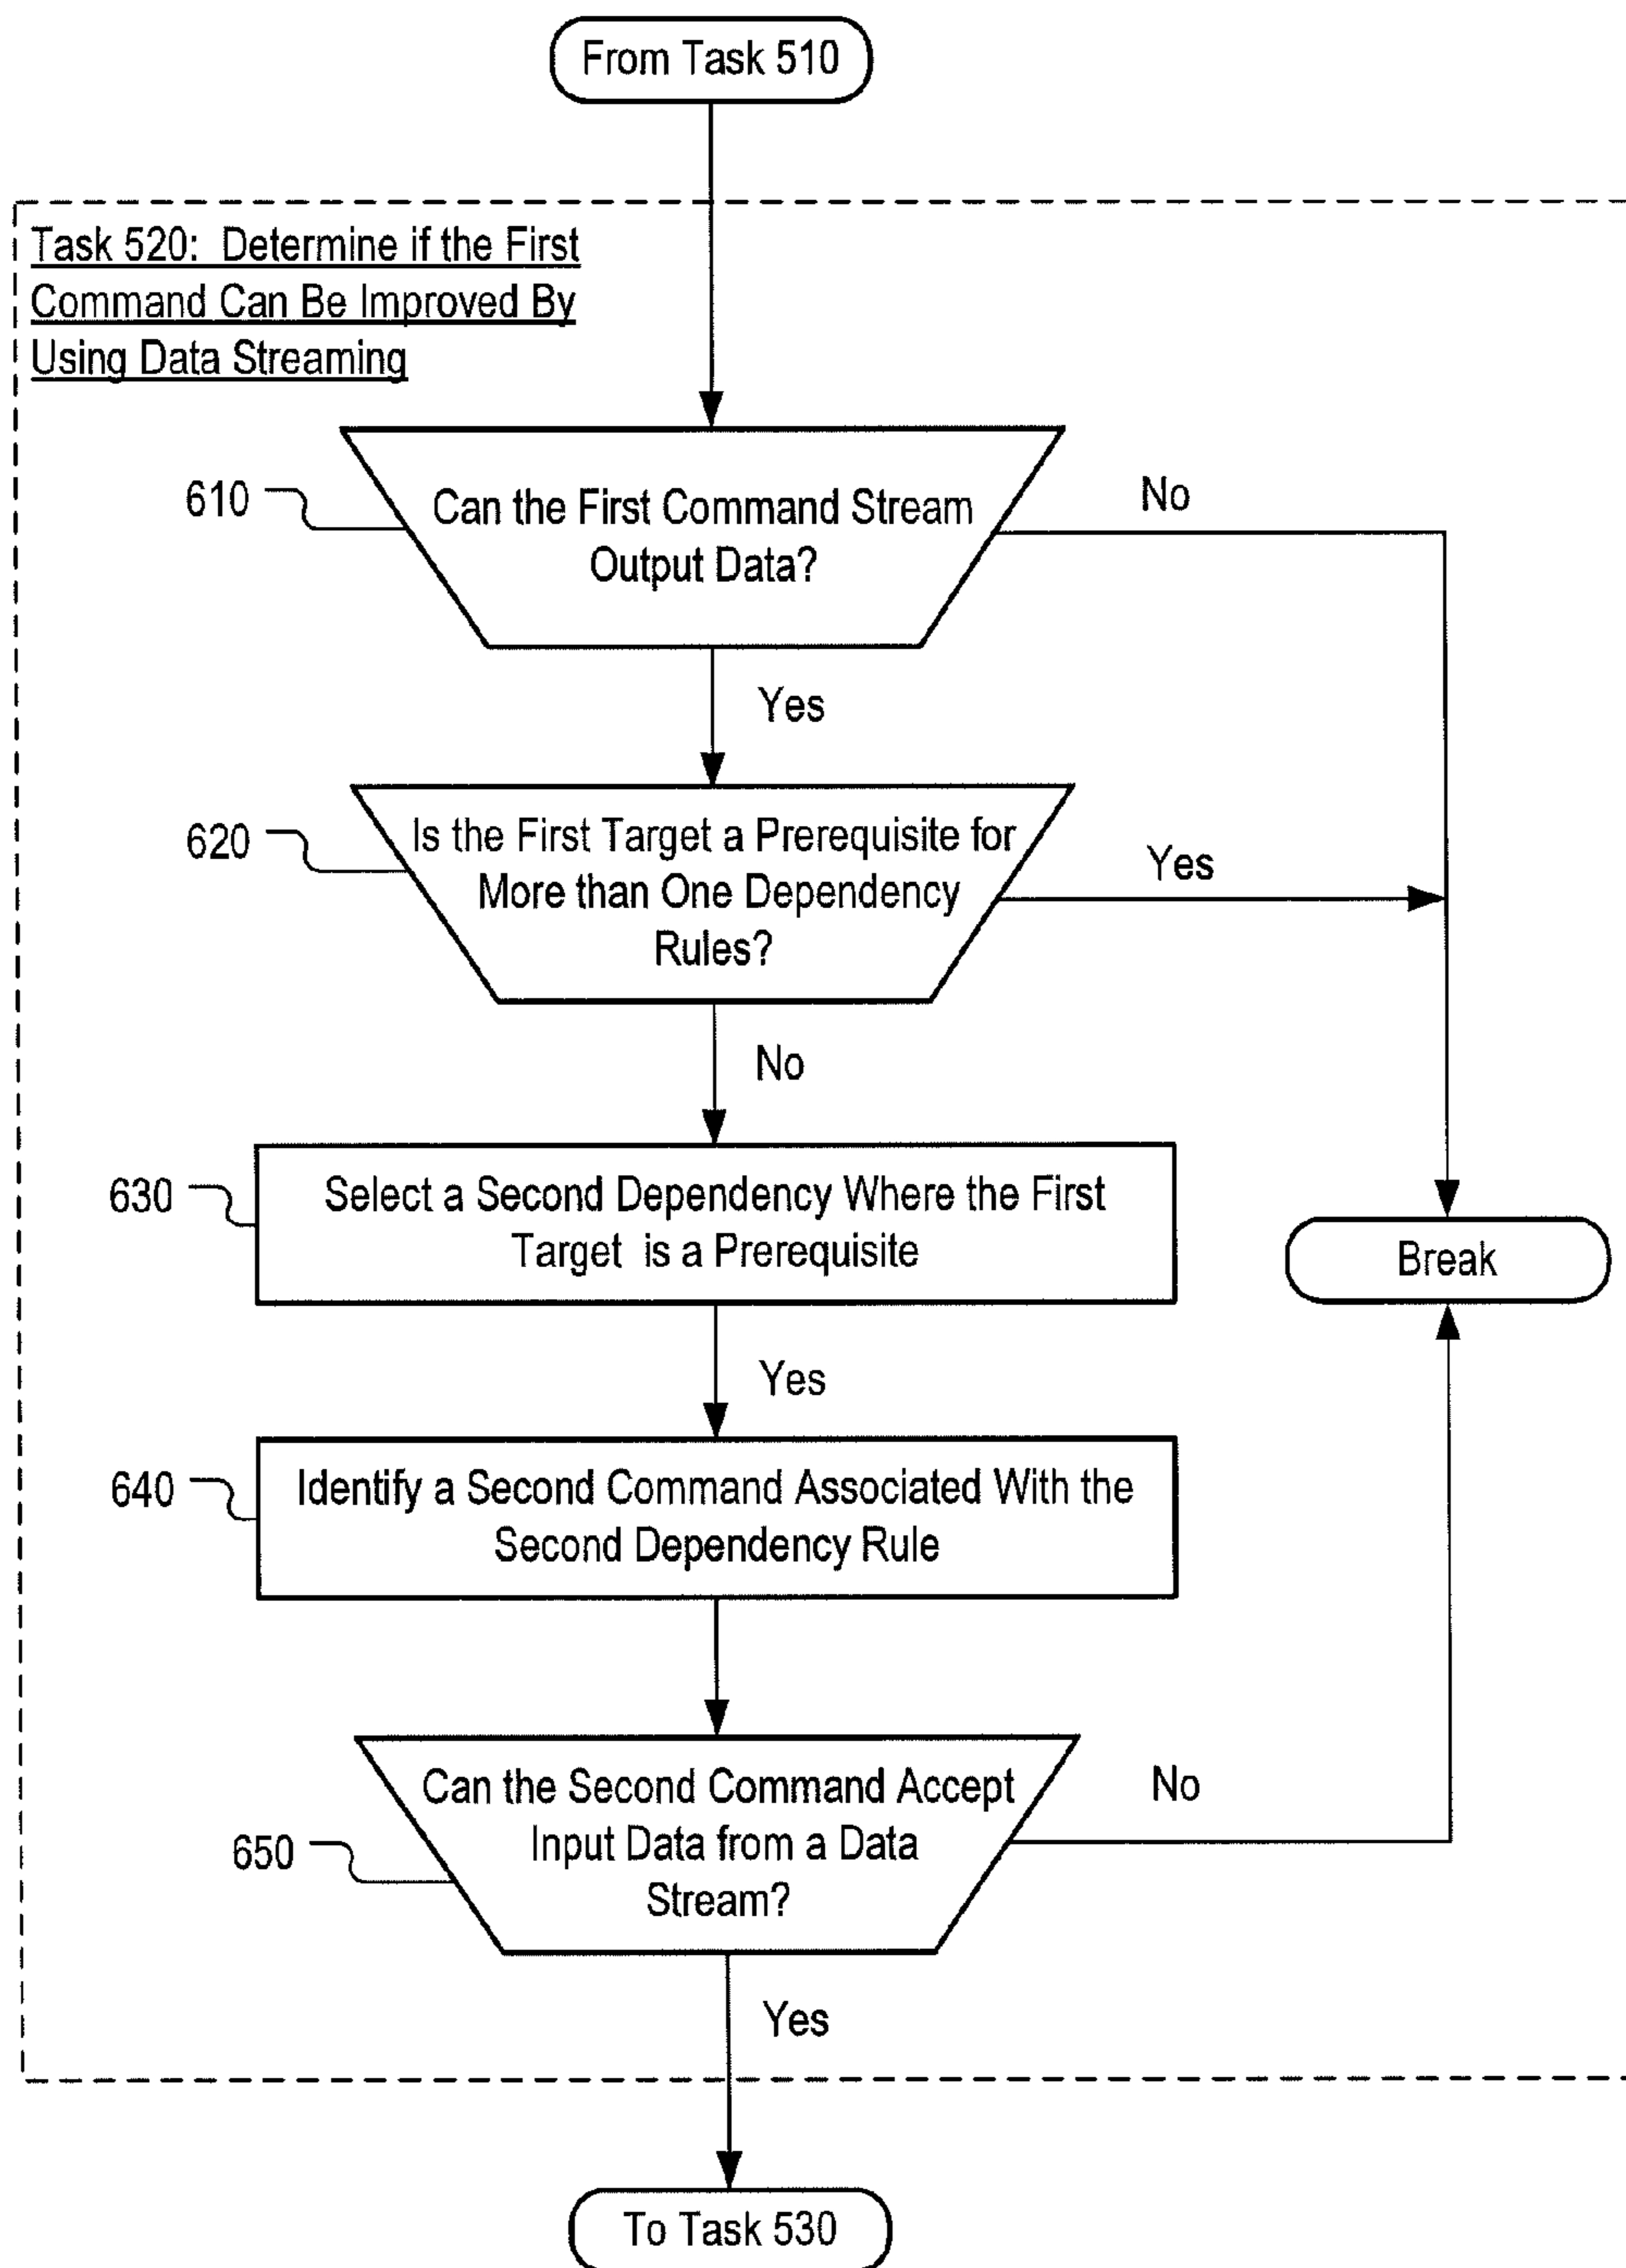 From Task 510
Task 520: Determine if the First
Command Can Be Improved By
Using Data Streaming
610
Can the First Command Stream
Output Data?
No
Yes
620
Is the First Target a Prerequisite for
More than One Dependency
Rules?
Yes
No
630
Select a Second Dependency Where the First
Target is a Prerequisite
Break
Yes
640
Identify a Second Command Associated With the
Second Dependency Rule
650
Can the Second Command Accept
Input Data from a Data
Stream?
No
Yes
To Task 530